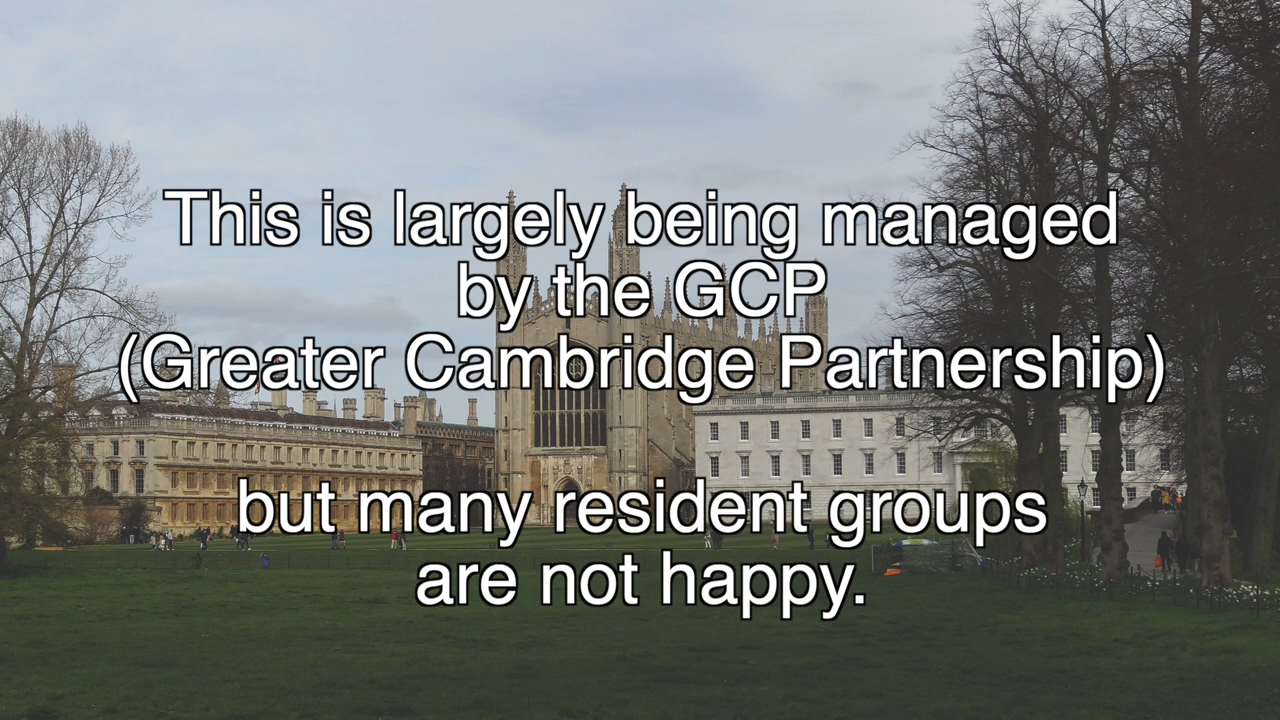 This is largely being managed
by the GCP
(Greater Cambridge Partnership)
but many resident groups
are not happy.